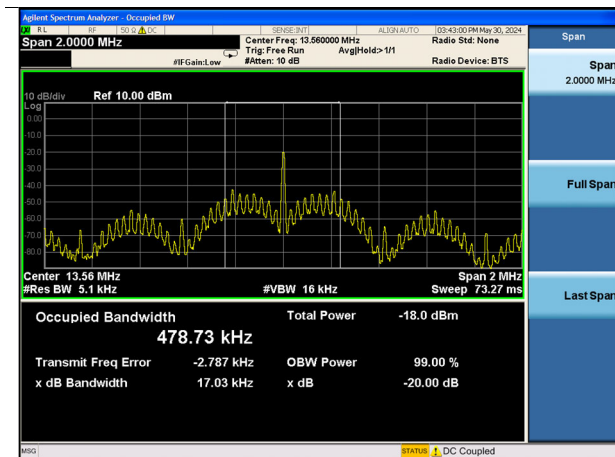 Agilent Spectrum Analyzer - Occupied BW
RL RF 50 Ω DC SENSE:INT ALIGN AUTO 03:43:00 PM May 30, 2024
Span 2.0000 MHz
Center Freq: 13.560000 MHz
Radio Std: None
Trig: Free Run Avg|Hold:> 1/1
#IFGain:Low #Atten: 10 dB Radio Device: BTS
10 dB/div Ref 10.00 dBm
Log
0.00
-10.0
-20.0
-30.0
-40.0
-50.0
-60.0
-70.0
-80.0
Center 13.56 MHz Span 2 MHz
#Res BW 5.1 kHz #VBW 16 kHz Sweep 73.27 ms
Occupied Bandwidth Total Power -18.0 dBm
478.73 kHz
Transmit Freq Error -2.787 kHz OBW Power 99.00 %
x dB Bandwidth 17.03 kHz x dB -20.00 dB
MSG STATUS DC Coupled
Span
Span
2.0000 MHz
Full Span
Last Span